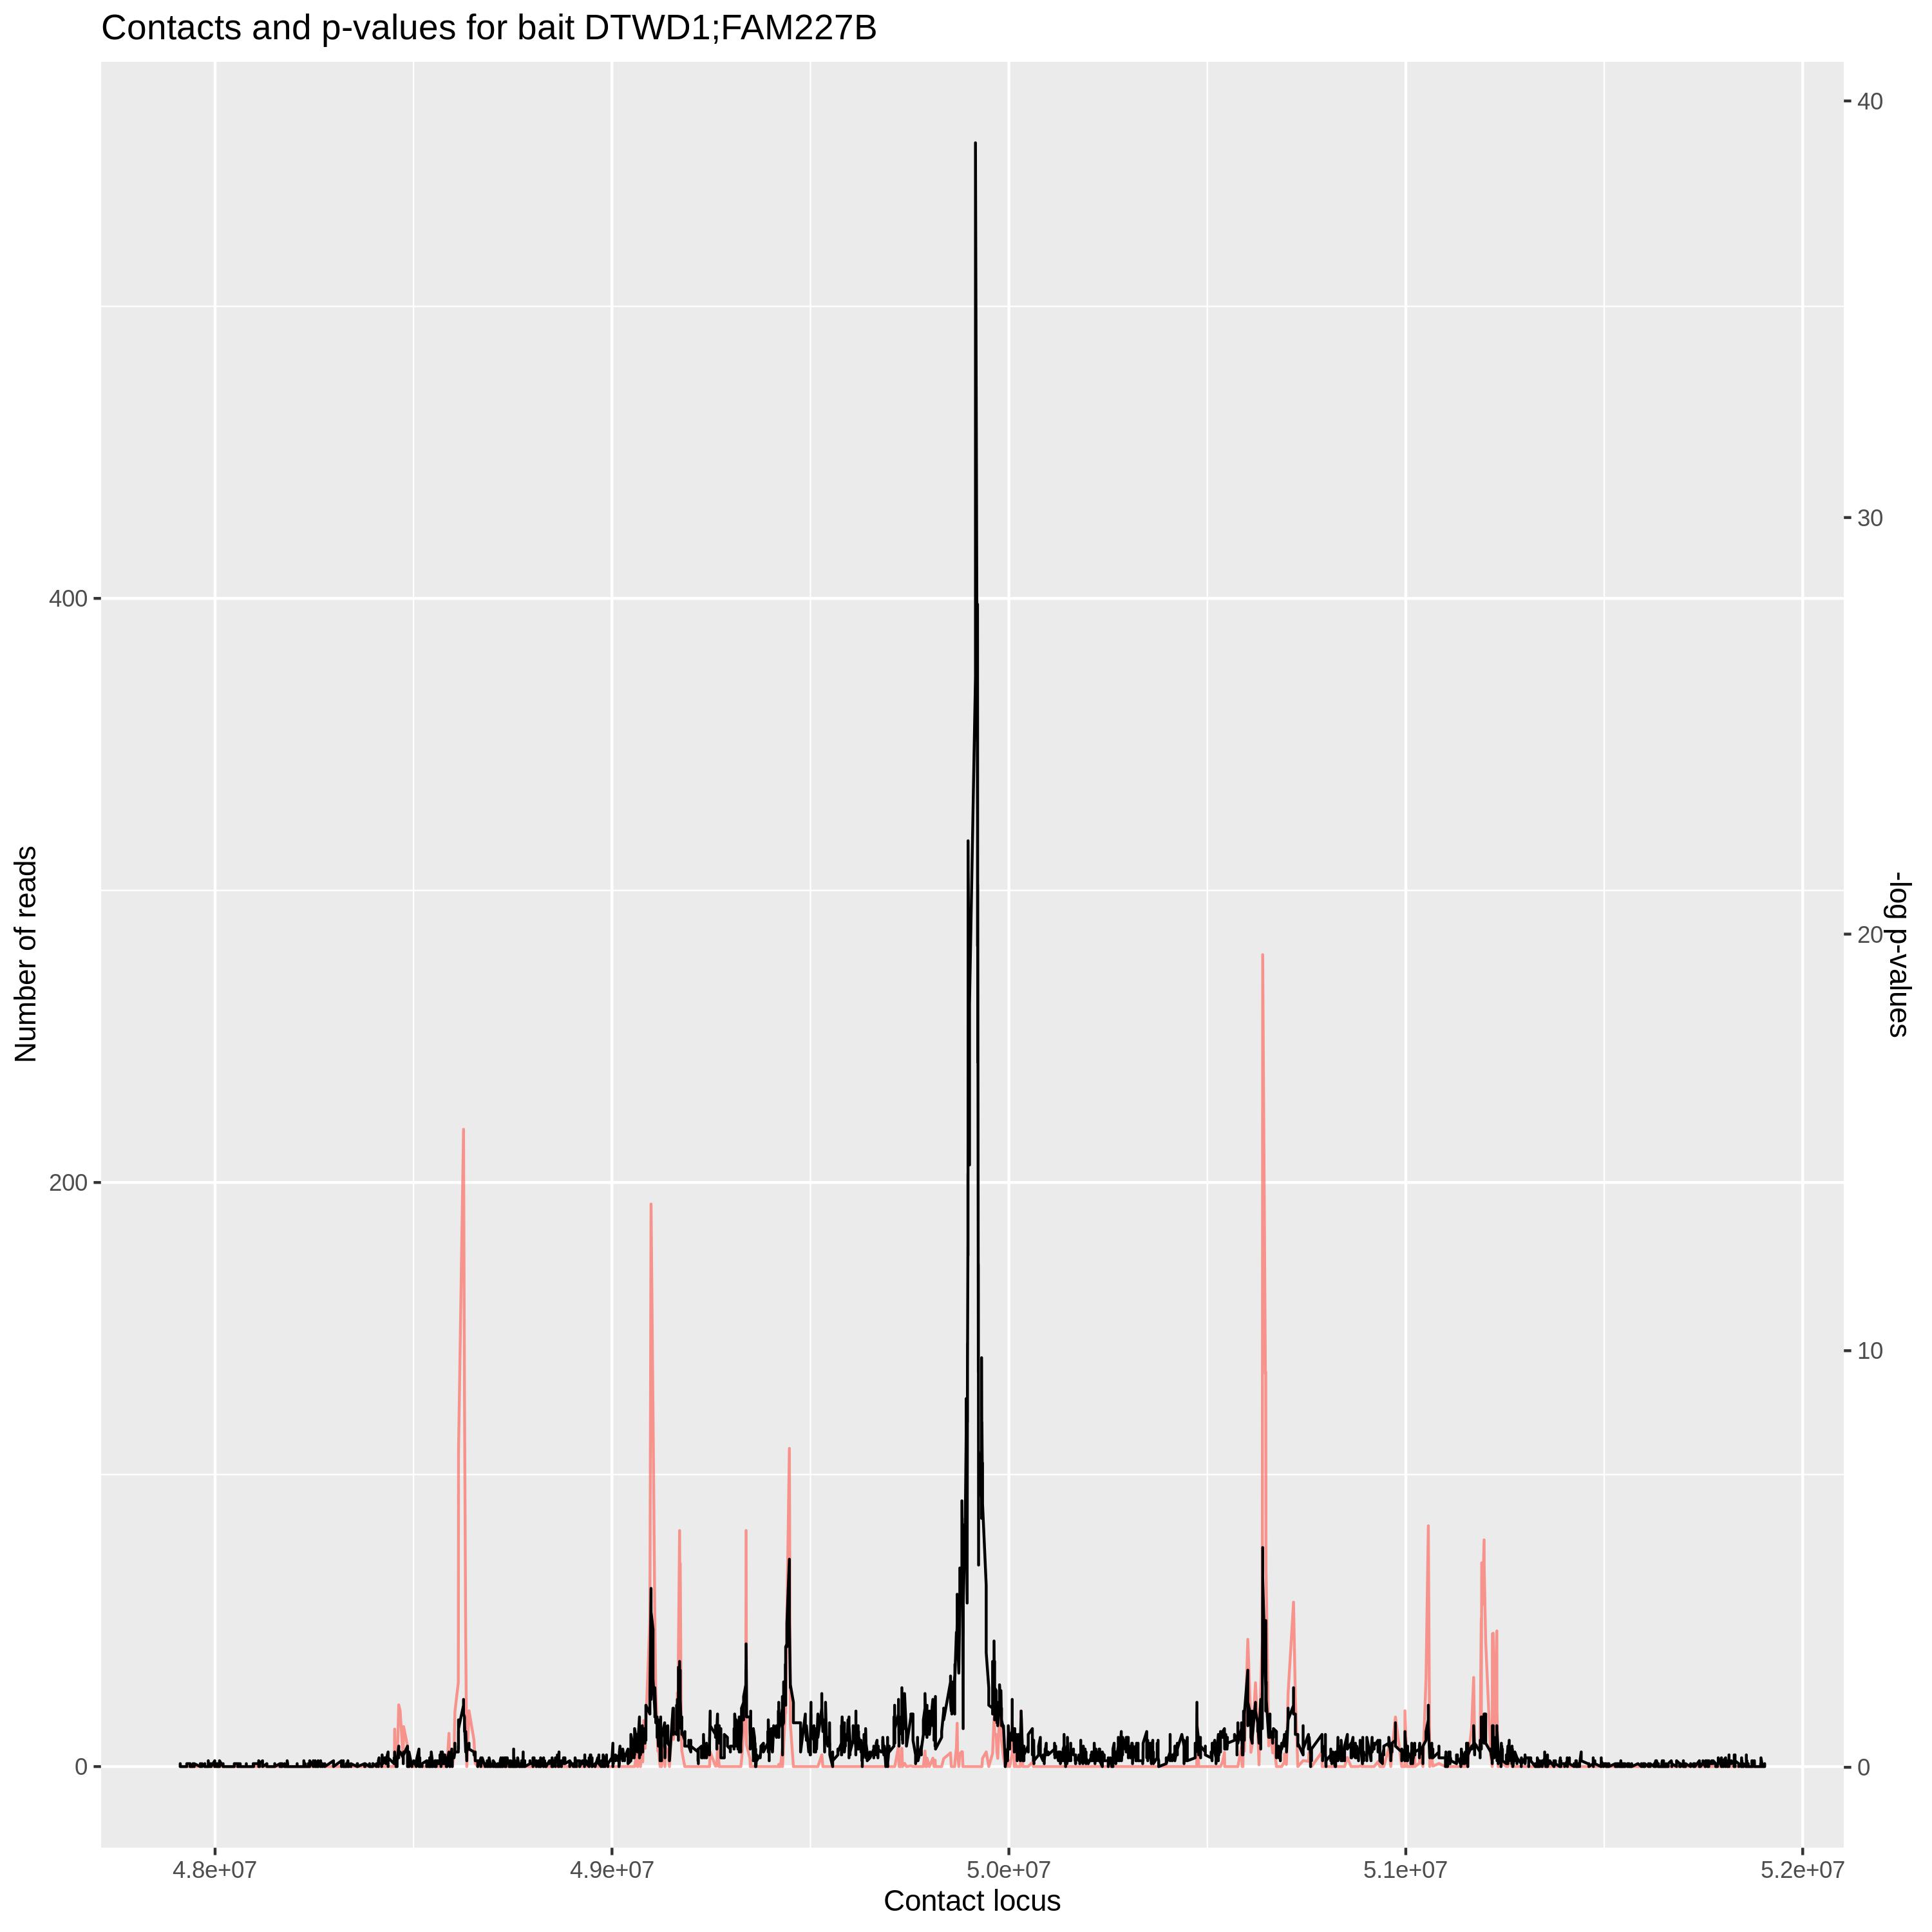 Contacts and p-values for bait DTWD1;FAM227B
40
30
400
Number of reads
-log p-values
20
200
10
0
0
4.8e+07 4.9e+07 5.0e+07 5.1e+07 5.2e+07
Contact locus